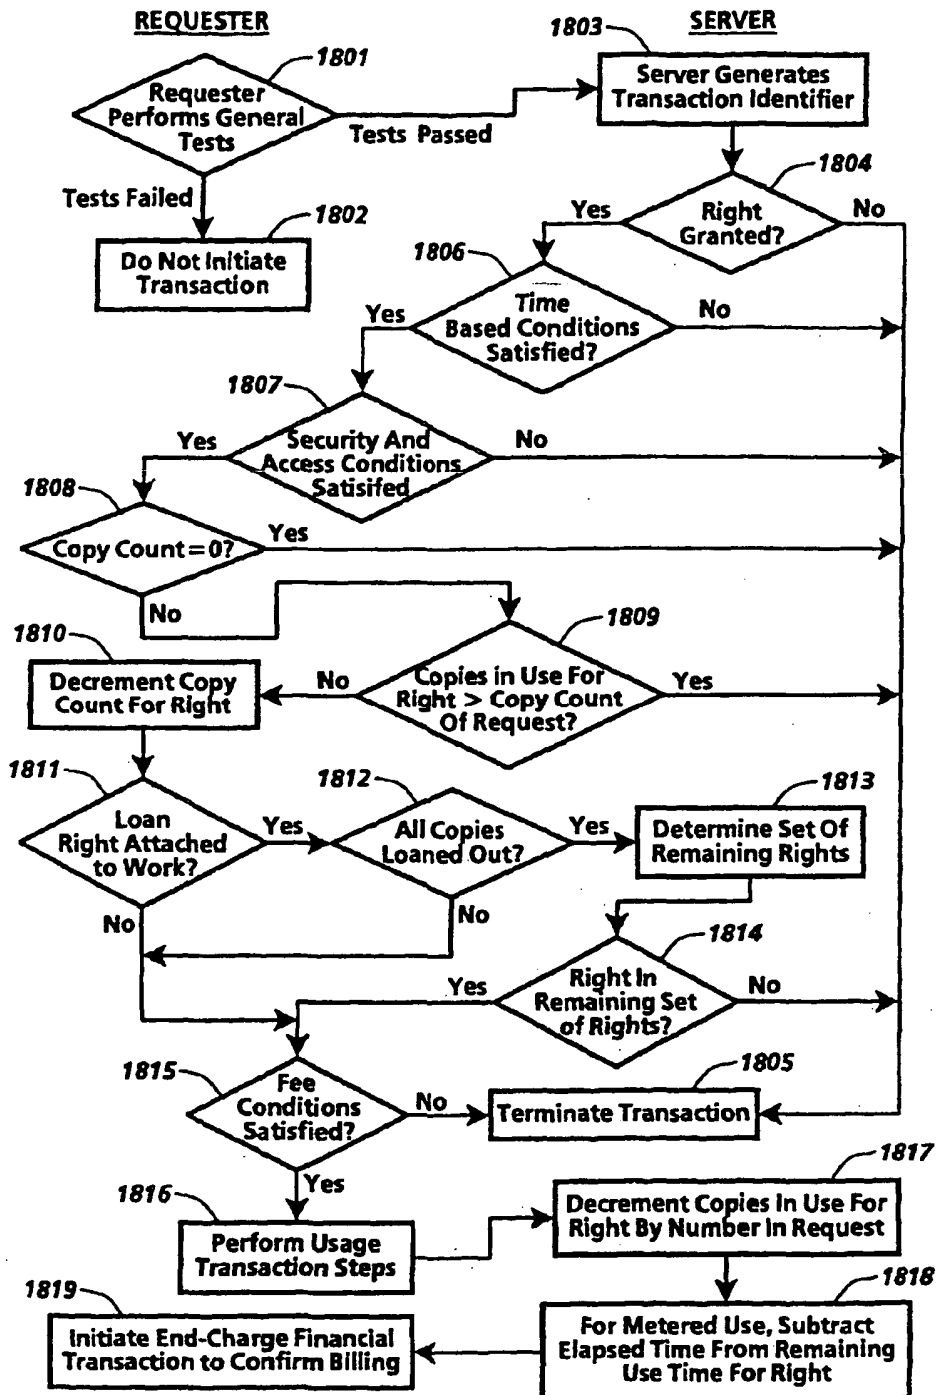 REQUESTER
SERVER
1801
Requester
Performs General
Tests
Tests Passed
Tests Failed
1802
Do Not Initiate
Transaction
1803
Server Generates
Transaction Identifier
1804
Right
Granted?
Yes
No
1806
Time
Based Conditions
Satisfied?
Yes
No
1807
Security And
Access Conditions
Satisifed
Yes
No
1808
Copy Count = 0?
Yes
No
1809
Copies in Use For
Right > Copy Count
Of Request?
No
Yes
1810
Decrement Copy
Count For Right
1811
Loan
Right Attached
to Work?
Yes
No
1812
All Copies
Loaned Out?
Yes
No
1813
Determine Set Of
Remaining Rights
1814
Right In
Remaining Set
of Rights?
Yes
No
1815
Fee
Conditions
Satisfied?
No
Yes
1805
Terminate Transaction
1816
Perform Usage
Transaction Steps
1817
Decrement Copies In Use For
Right By Number In Request
1818
For Metered Use, Subtract
Elapsed Time From Remaining
Use Time For Right
1819
Initiate End-Charge Financial
Transaction to Confirm Billing